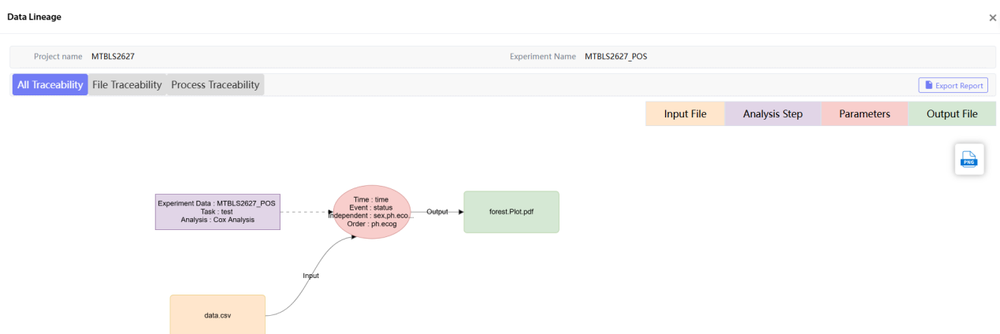 Data Lineage
Project name MTBLS2627 Experiment Name MTBLS2627_POS
All Traceability File Traceability Process Traceability Export Report
Input File Analysis Step Parameters Output File
PNG
Experiment Data : MTBLS2627_POS
Task : test
Analysis : Cox Analysis
Time : time
Event : status
Independent : sex,ph.eco...
Order : ph.ecog
Output
forest.Plot.pdf
Input
data.csv